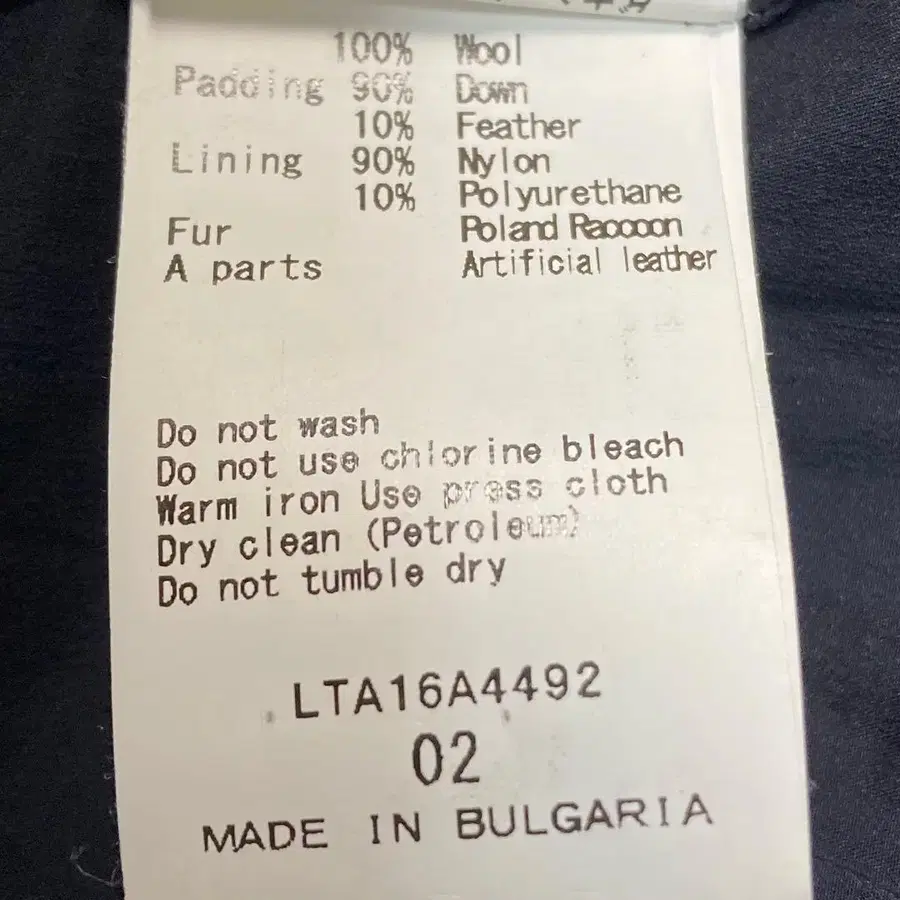 100% Wool
Padding 90% Down
10% Feather
Lining 90% Nylon
10% Polyurethane
Fur Poland Raccoon
A parts Artificial leather
Do not wash
Do not use chlorine bleach
Warm iron Use press cloth
Dry clean (Petroleum)
Do not tumble dry
LTA16A4492
02
MADE IN BULGARIA